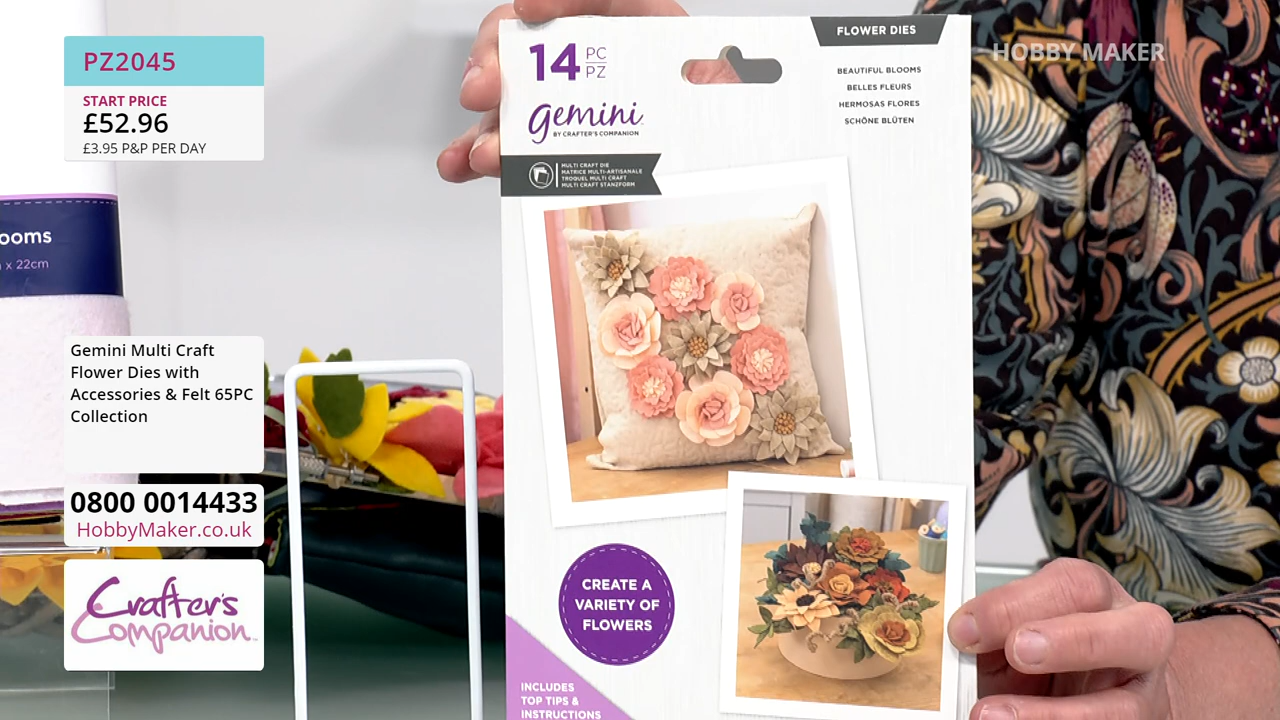 PZ2045
START PRICE
£52.96
£3.95 P&P PER DAY
ooms
x 22cm
Gemini Multi Craft
Flower Dies with
Accessories & Felt 65PC
Collection
0800 0014433
HobbyMaker.co.uk
Crafter's
Companion
HOBBY MAKER
FLOWER DIES
14 PC
PZ
gemini
BY CRAFTER'S COMPANION
BEAUTIFUL BLOOMS
BELLES FLEURS
HERMOSAS FLORES
SCHÖNE BLÜTEN
MULTI CRAFT DIE
MATRICE MULTI-ARTISANALE
TROQUEL MULTI CRAFT
MULTI CRAFT STANZFORM
CREATE A
VARIETY OF
FLOWERS
INCLUDES
TOP TIPS &
INSTRUCTIONS